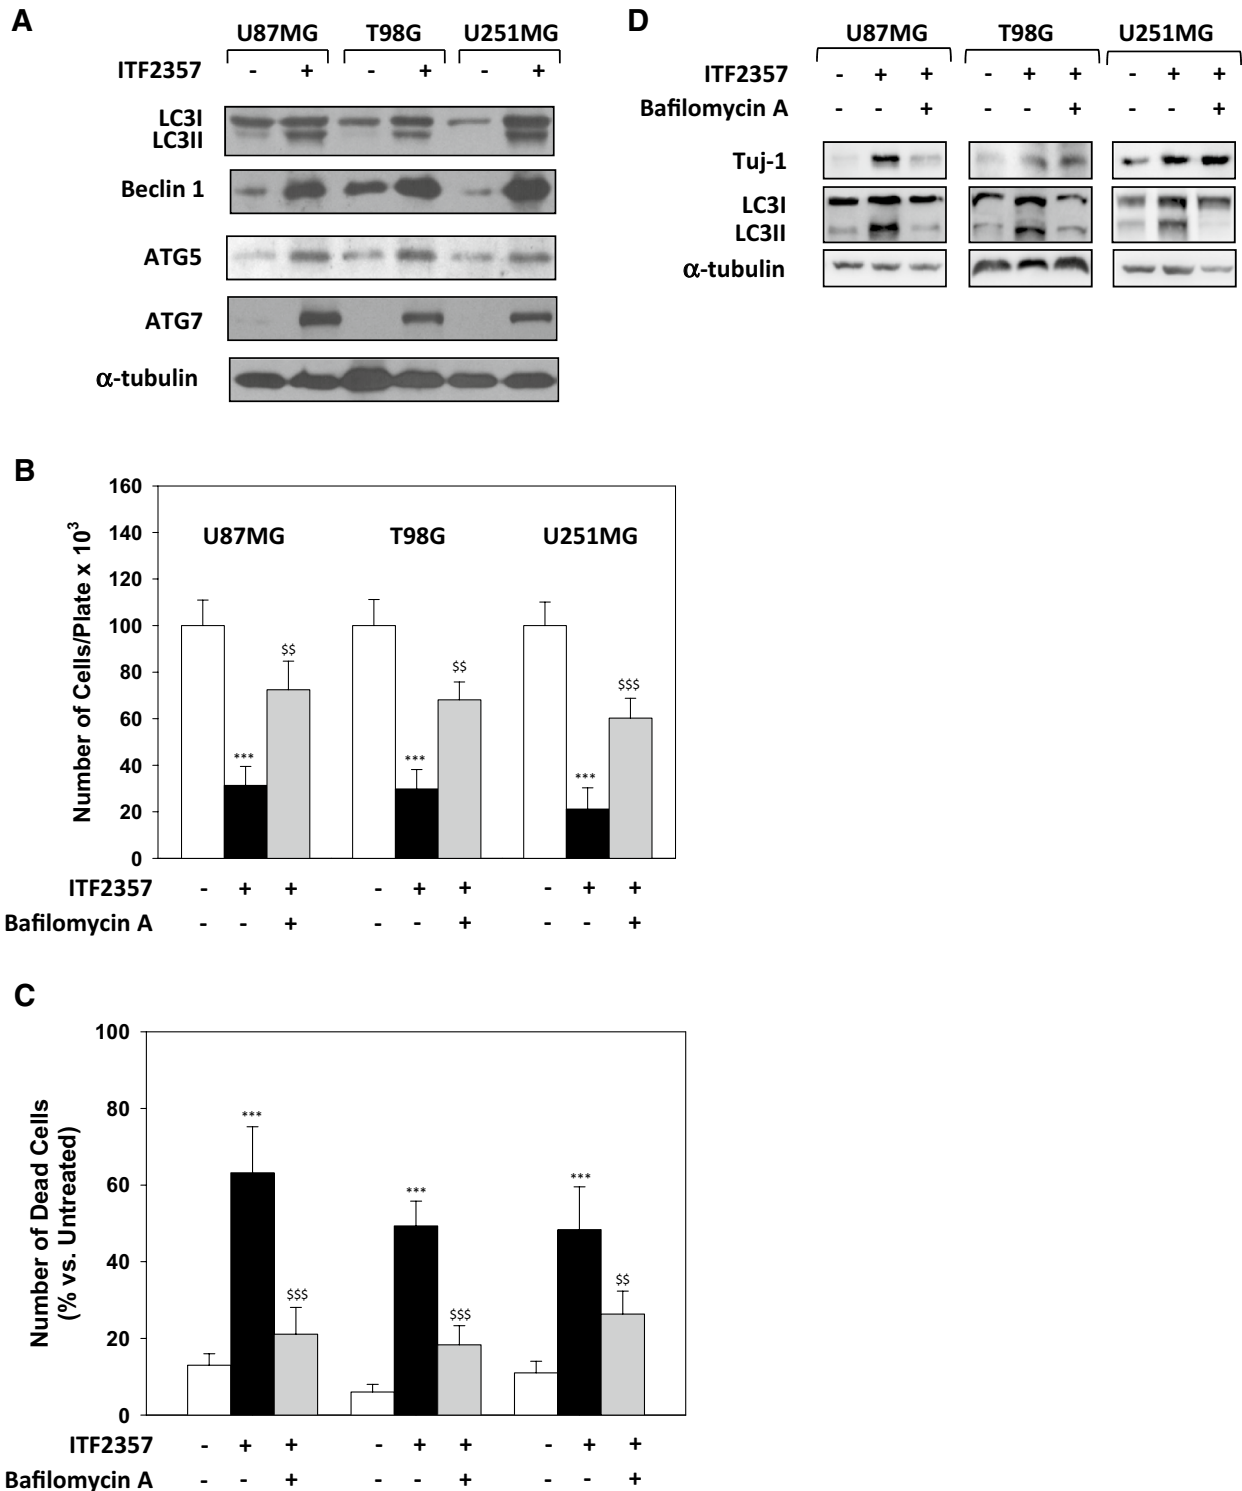 A
U87MG T98G U251MG
ITF2357 - + - + - +
LC3I
LC3II
Beclin 1
ATG5
ATG7
α-tubulin
D
U87MG T98G U251MG
ITF2357 - + + - + + - + +
Bafilomycin A - - + - - + - - +
Tuj-1
LC3I
LC3II
α-tubulin
B
Number of Cells/Plate x 10³
160
140
120
100
80
60
40
20
0
U87MG T98G U251MG
*** $$ *** $$ *** $$$
ITF2357 - + + - + + - + +
Bafilomycin A - - + - - + - - +
C
Number of Dead Cells
(% vs. Untreated)
100
80
60
40
20
0
*** $$$ *** $$$ *** $$
ITF2357 - + + - + + - + +
Bafilomycin A - - + - - + - - +